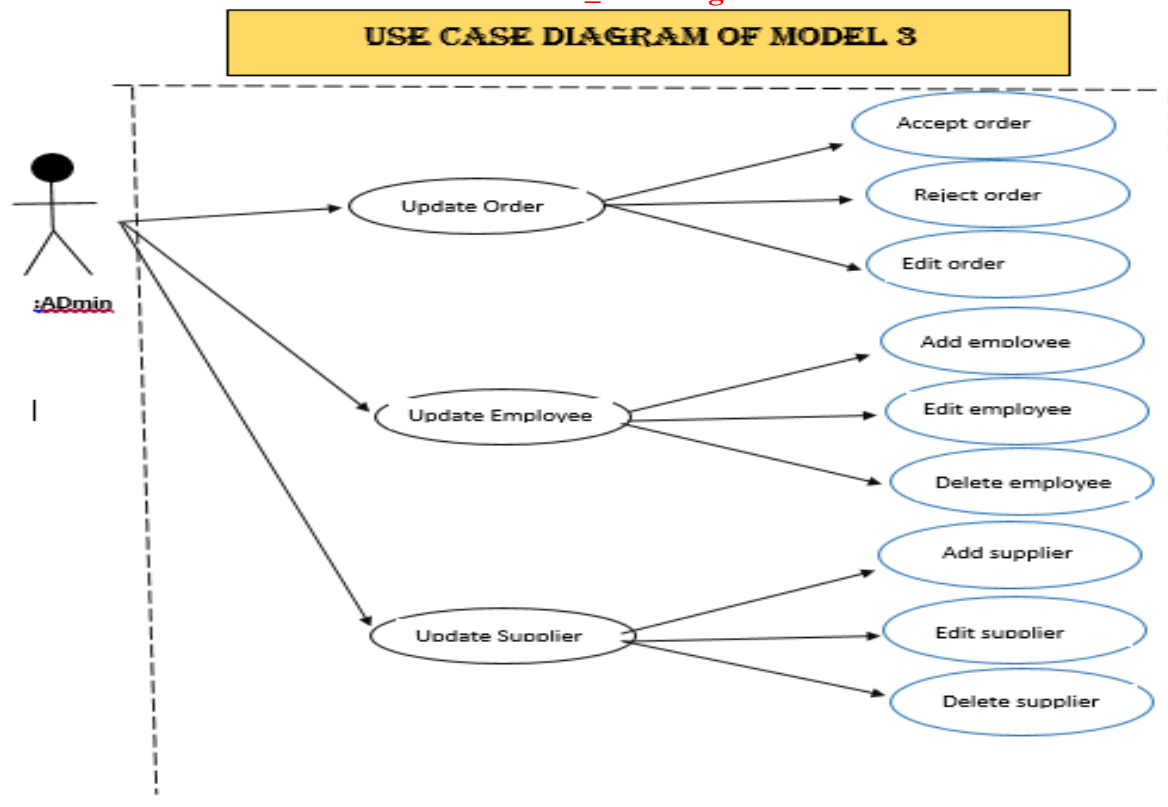 USE CASE DIAGRAM OF MODEL 3
Accept order
Reject order
Update Order
Edit order
:ADmin
Add employee
Edit employee
Update Employee
Delete employee
Add supplier
Edit supplier
Update Supplier
Delete supplier